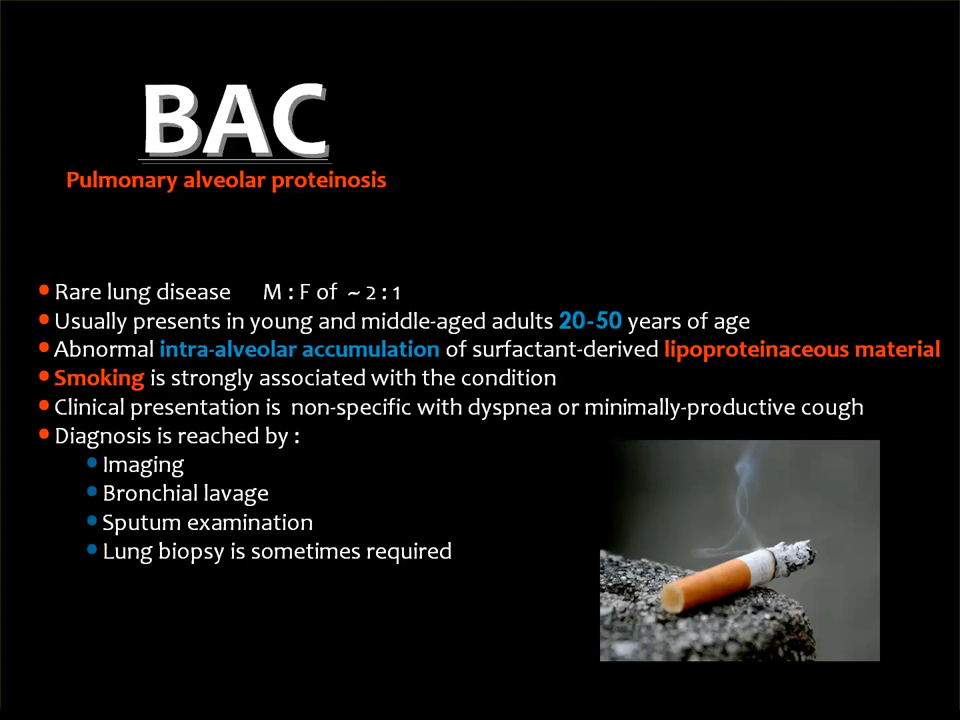 BAC
Pulmonary alveolar proteinosis
• Rare lung disease M : F of ~ 2 : 1
• Usually presents in young and middle-aged adults 20-50 years of age
• Abnormal intra-alveolar accumulation of surfactant-derived lipoproteinaceous material
• Smoking is strongly associated with the condition
• Clinical presentation is non-specific with dyspnea or minimally-productive cough
• Diagnosis is reached by :
• Imaging
• Bronchial lavage
• Sputum examination
• Lung biopsy is sometimes required